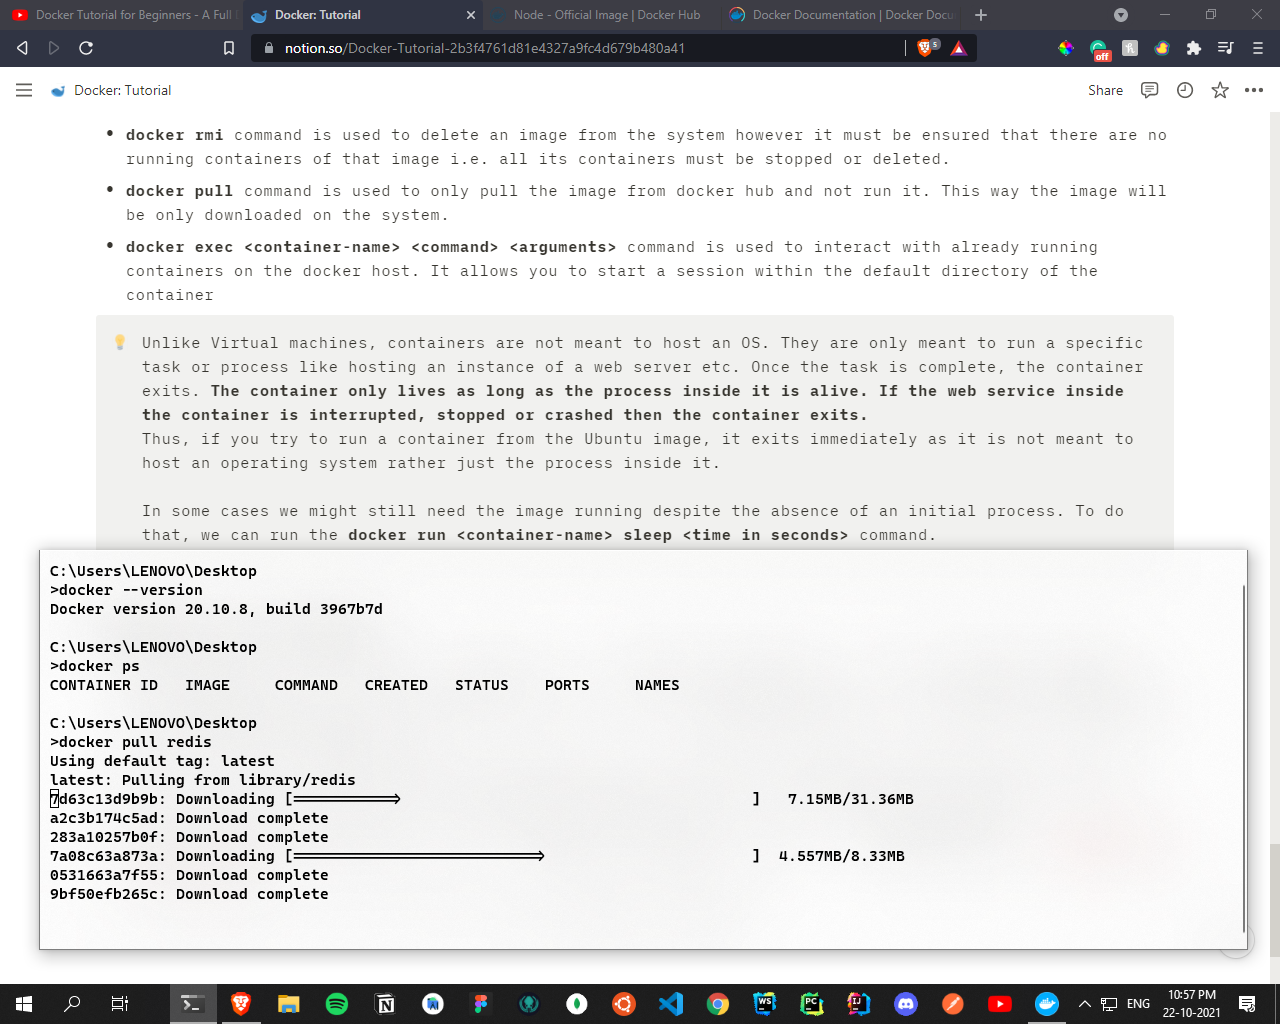 Docker Tutorial for Beginners - A Full
Docker: Tutorial
Node - Official Image | Docker Hub
Docker Documentation | Docker Docu
notion.so/Docker-Tutorial-2b3f4761d81e4327a9fc4d679b480a41
5
off
Docker: Tutorial
Share
docker rmi command is used to delete an image from the system however it must be ensured that there are no
running containers of that image i.e. all its containers must be stopped or deleted.
docker pull command is used to only pull the image from docker hub and not run it. This way the image will
be only downloaded on the system.
docker exec <container-name> <command> <arguments> command is used to interact with already running
containers on the docker host. It allows you to start a session within the default directory of the
container
Unlike Virtual machines, containers are not meant to host an OS. They are only meant to run a specific
task or process like hosting an instance of a web server etc. Once the task is complete, the container
exits. The container only lives as long as the process inside it is alive. If the web service inside
the container is interrupted, stopped or crashed then the container exits.
Thus, if you try to run a container from the Ubuntu image, it exits immediately as it is not meant to
host an operating system rather just the process inside it.
In some cases we might still need the image running despite the absence of an initial process. To do
that, we can run the docker run <container-name> sleep <time in seconds> command.
C:\Users\LENOVO\Desktop
>docker --version
Docker version 20.10.8, build 3967b7d
C:\Users\LENOVO\Desktop
>docker ps
CONTAINER ID   IMAGE     COMMAND   CREATED   STATUS    PORTS     NAMES
C:\Users\LENOVO\Desktop
>docker pull redis
Using default tag: latest
latest: Pulling from library/redis
7d63c13d9b9b: Downloading [===========>                                       ]   7.15MB/31.36MB
a2c3b174c5ad: Download complete
283a10257b0f: Download complete
7a08c63a873a: Downloading [===========================>                       ]  4.557MB/8.33MB
0531663a7f55: Download complete
9bf50efb265c: Download complete
WS
PC
IJ
ENG
10:57 PM
22-10-2021